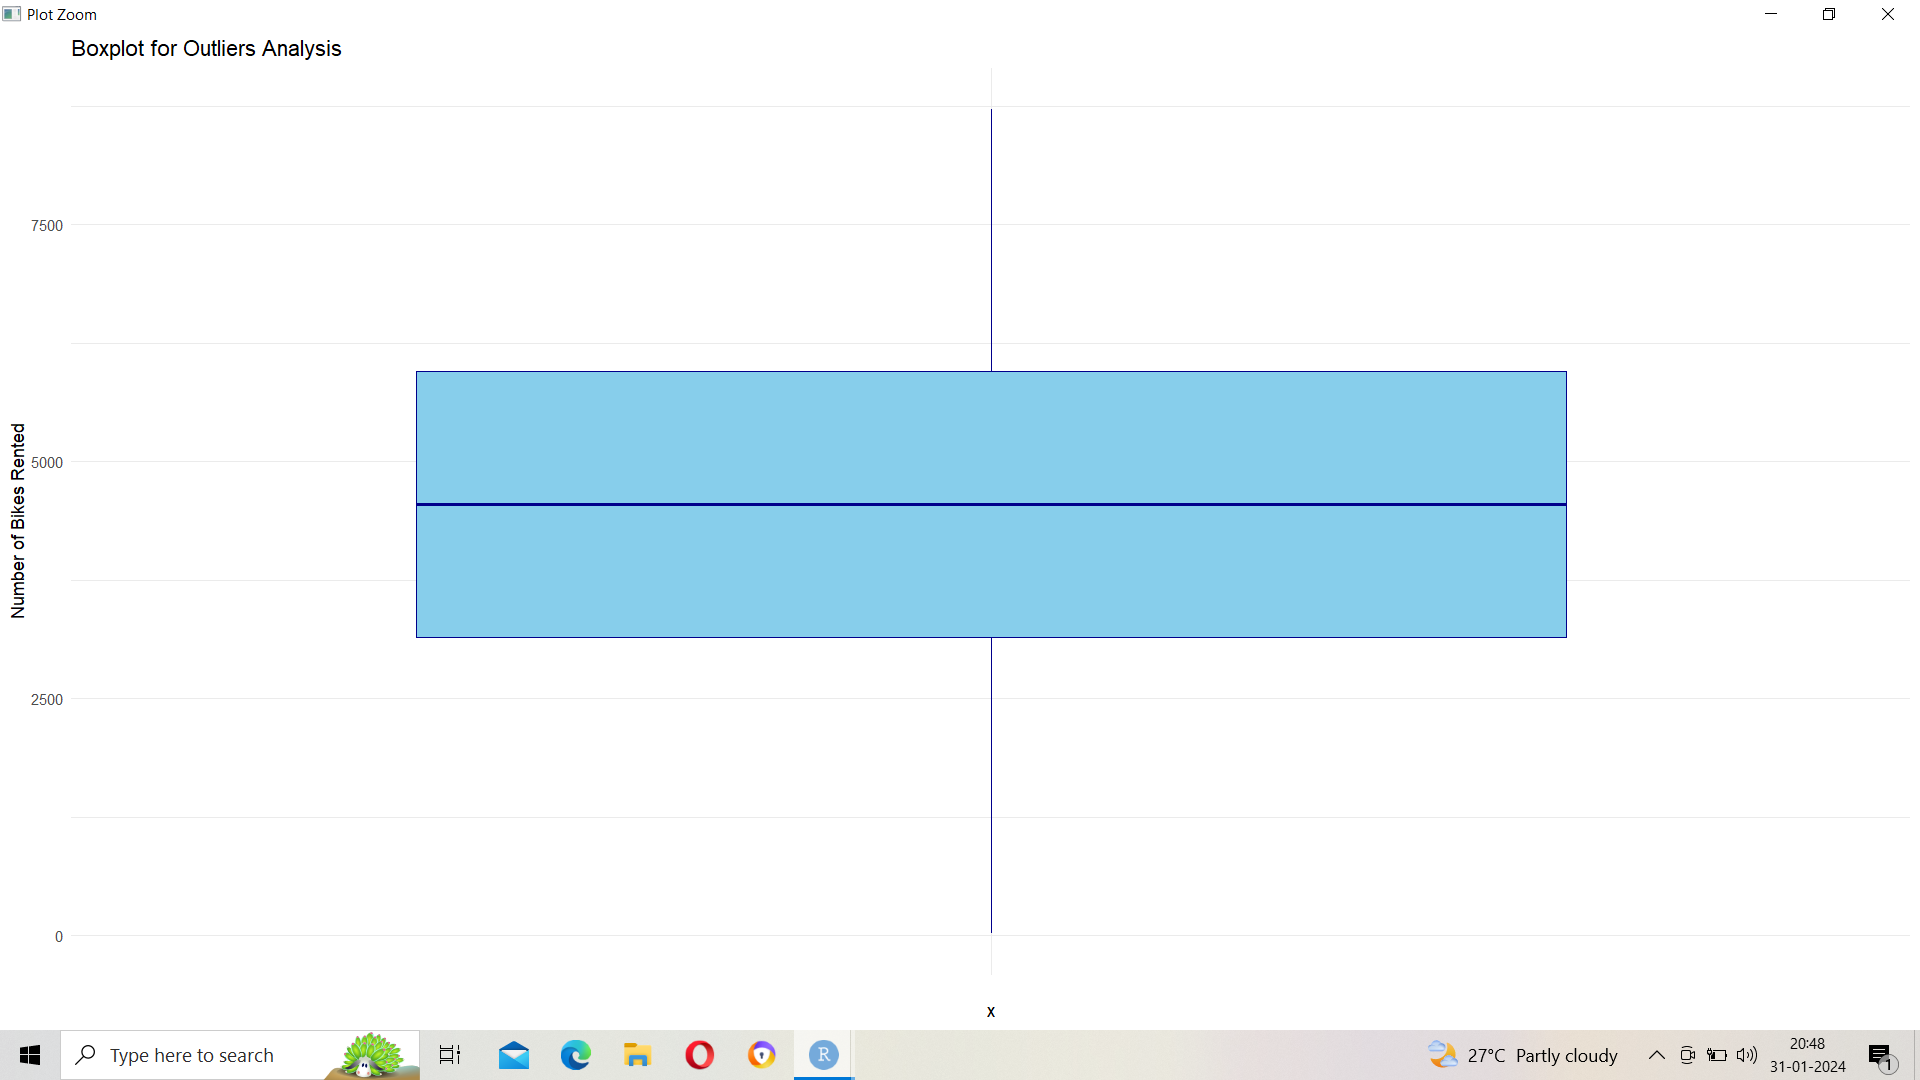 Plot Zoom
Boxplot for Outliers Analysis
7500
5000
2500
0
Number of Bikes Rented
x
Type here to search
R
27°C Partly cloudy
20:48
31-01-2024
1